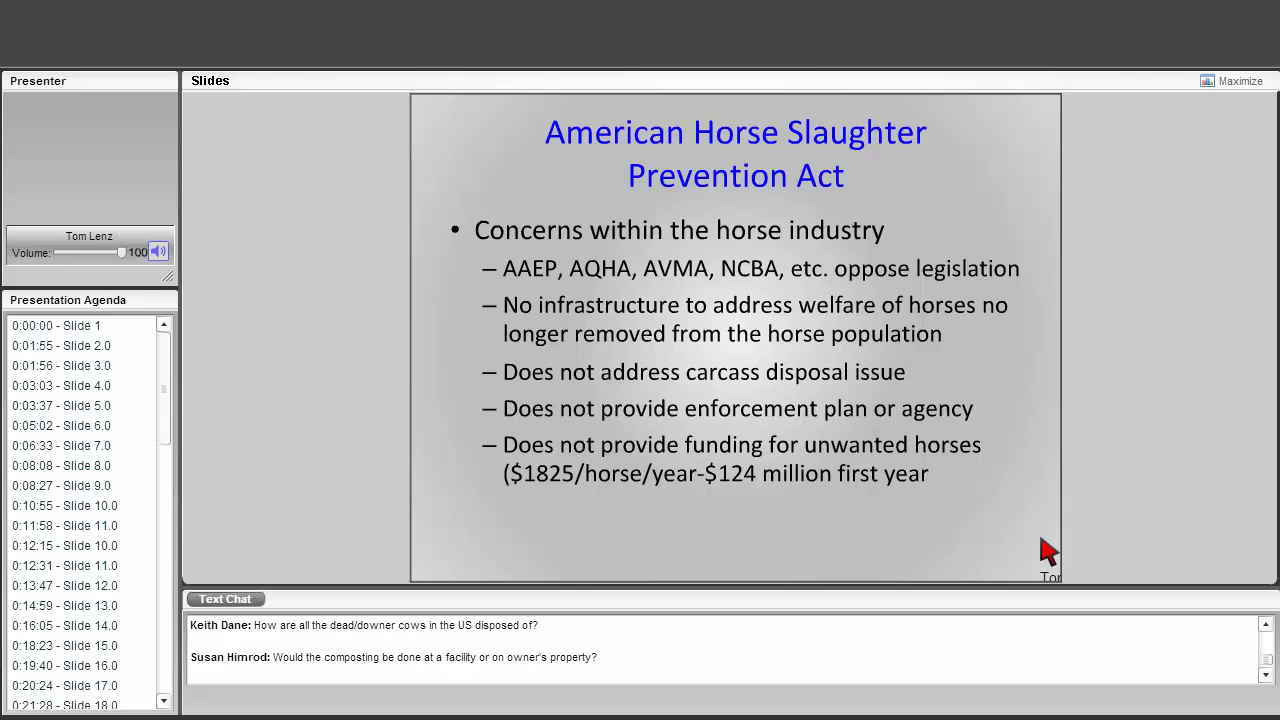 Presenter
Slides
Maximize
American Horse Slaughter
Prevention Act
• Concerns within the horse industry
– AAEP, AQHA, AVMA, NCBA, etc. oppose legislation
– No infrastructure to address welfare of horses no
longer removed from the horse population
– Does not address carcass disposal issue
– Does not provide enforcement plan or agency
– Does not provide funding for unwanted horses
($1825/horse/year-$124 million first year
Tor
Tom Lenz
Volume: 100
Presentation Agenda
0:00:00 - Slide 1
0:01:55 - Slide 2.0
0:01:56 - Slide 3.0
0:03:03 - Slide 4.0
0:03:37 - Slide 5.0
0:05:02 - Slide 6.0
0:06:33 - Slide 7.0
0:08:08 - Slide 8.0
0:08:27 - Slide 9.0
0:10:55 - Slide 10.0
0:11:58 - Slide 11.0
0:12:15 - Slide 10.0
0:12:31 - Slide 11.0
0:13:47 - Slide 12.0
0:14:59 - Slide 13.0
0:16:05 - Slide 14.0
0:18:23 - Slide 15.0
0:19:40 - Slide 16.0
0:20:24 - Slide 17.0
0:21:28 - Slide 18.0
Text Chat
Keith Dane: How are all the dead/downer cows in the US disposed of?
Susan Himrod: Would the composting be done at a facility or on owner's property?